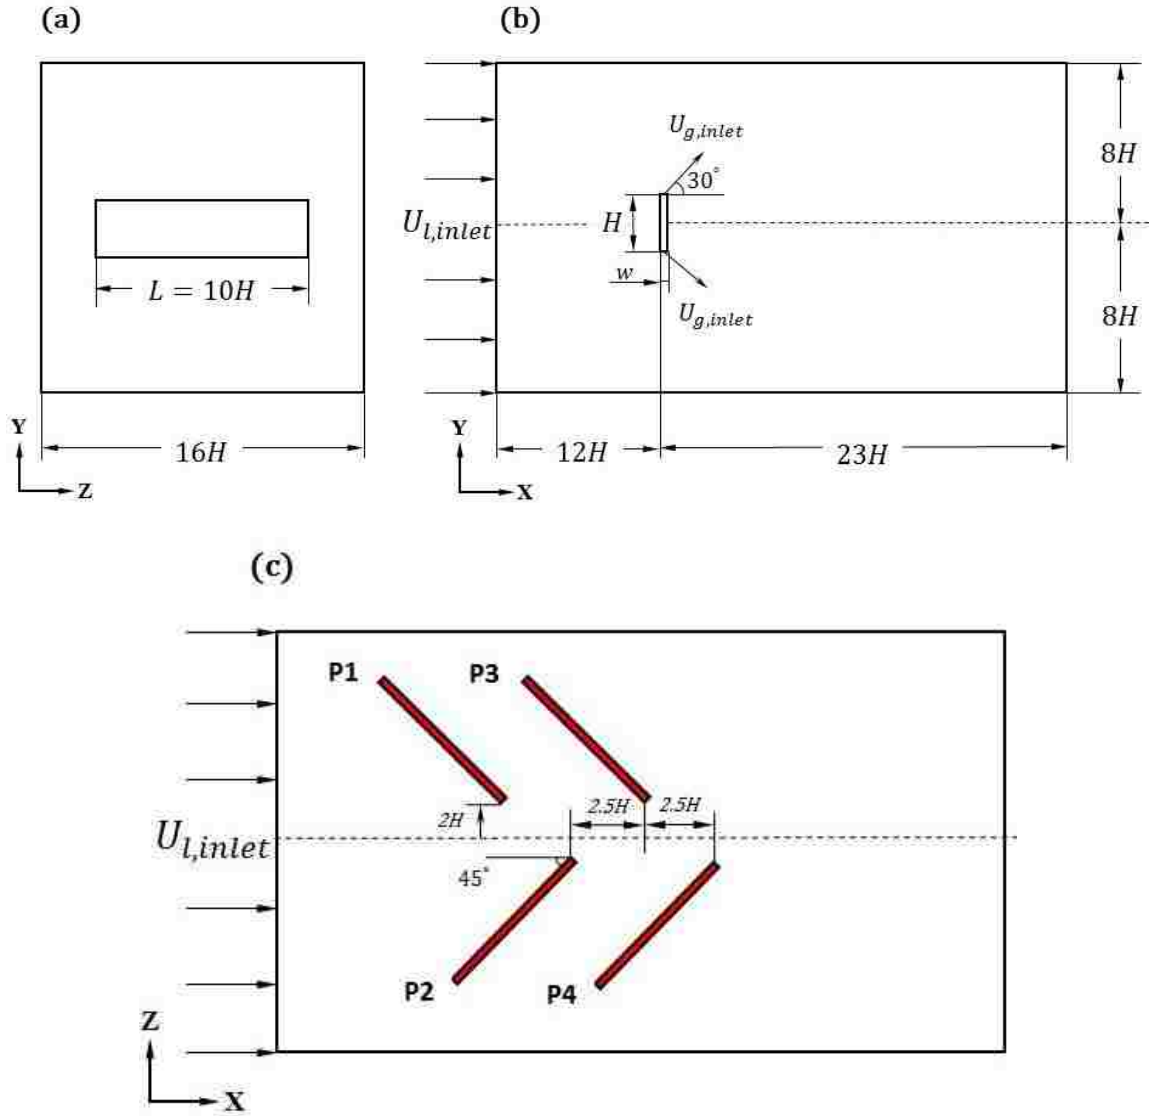 (a)
(b)
U_{g,inlet}
30°
8H
H
U_{l,inlet}
w
L = 10H
U_{g,inlet}
8H
Y
16H
Z
Y
12H
23H
X
(c)
P1
P3
2.5H
2.5H
2H
U_{l,inlet}
45°
P2
P4
Z
X